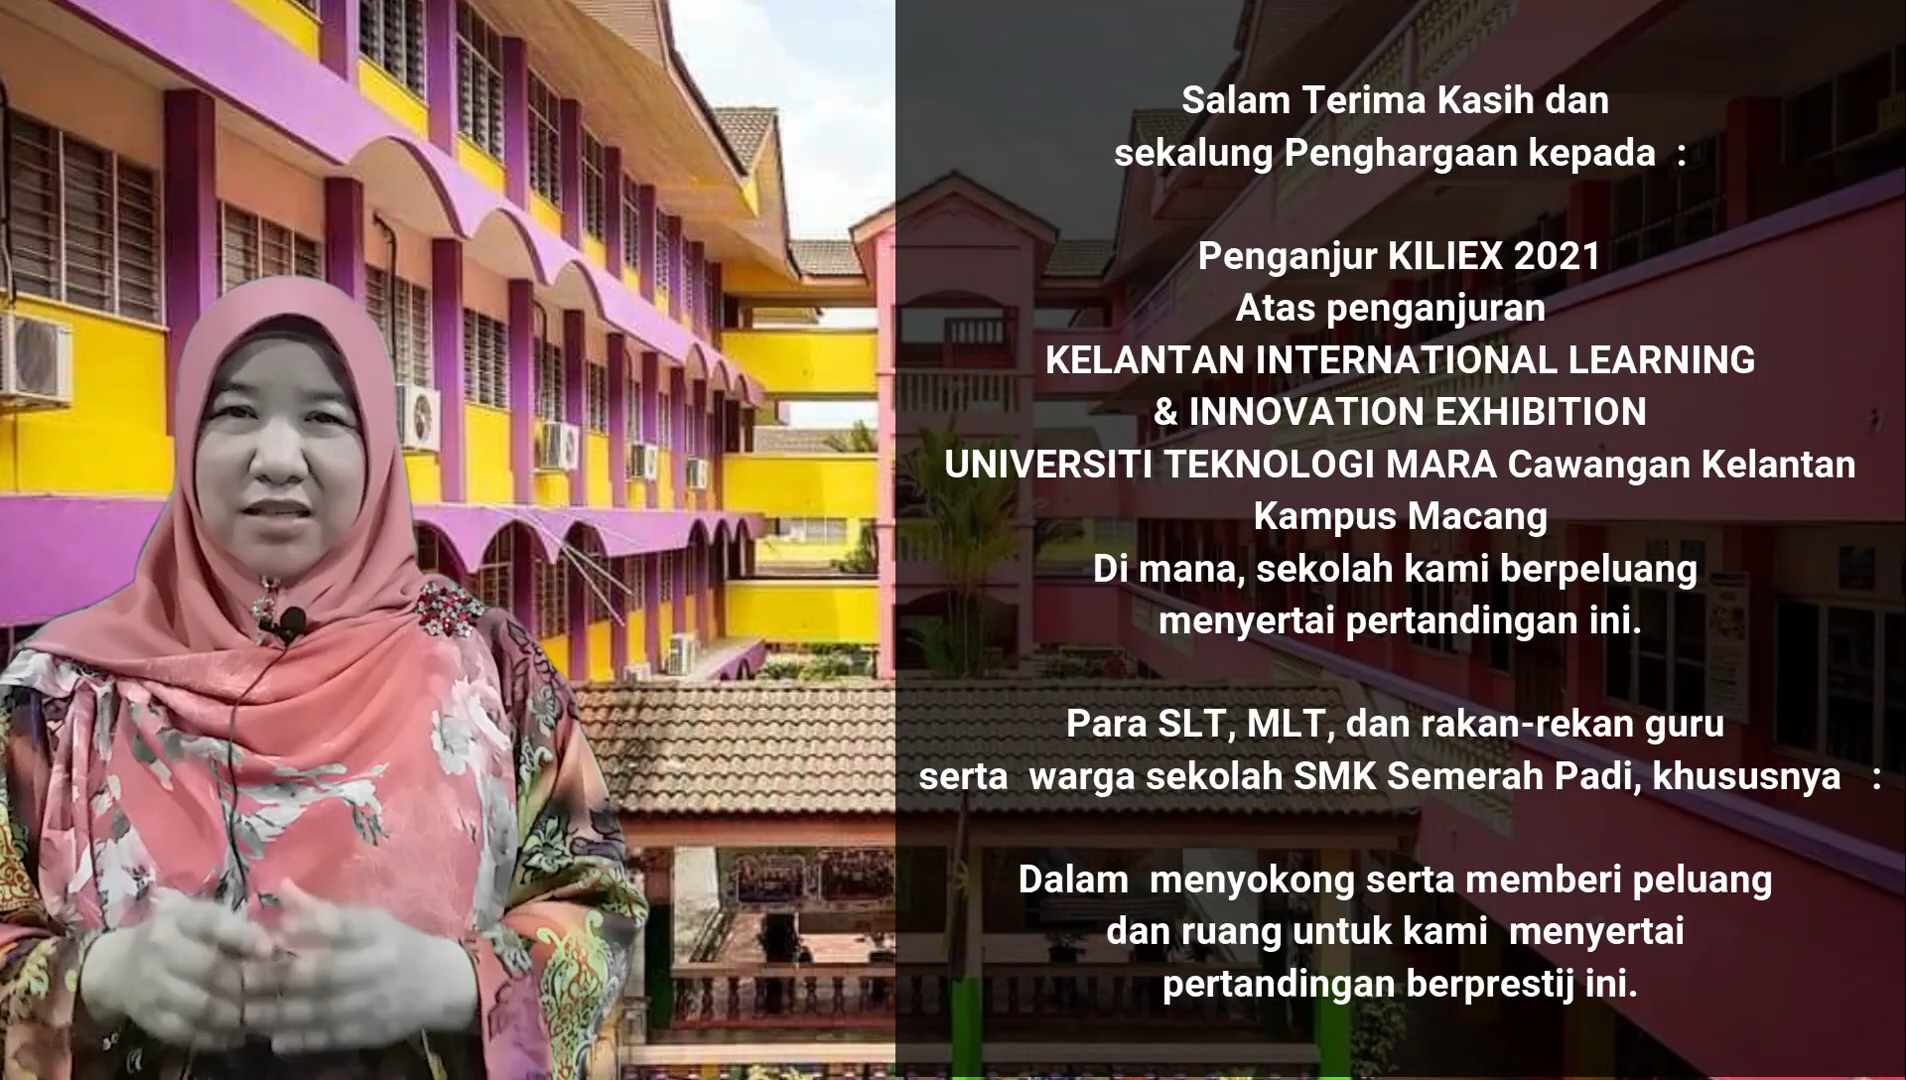 Salam Terima Kasih dan
sekalung Penghargaan kepada  :
Penganjur KILIEX 2021
Atas penganjuran
KELANTAN INTERNATIONAL LEARNING
& INNOVATION EXHIBITION
UNIVERSITI TEKNOLOGI MARA Cawangan Kelantan
Kampus Macang
Di mana, sekolah kami berpeluang
menyertai pertandingan ini.
Para SLT, MLT, dan rakan-rekan guru
serta  warga sekolah SMK Semerah Padi, khususnya   :
Dalam  menyokong serta memberi peluang
dan ruang untuk kami  menyertai
pertandingan berprestij ini.